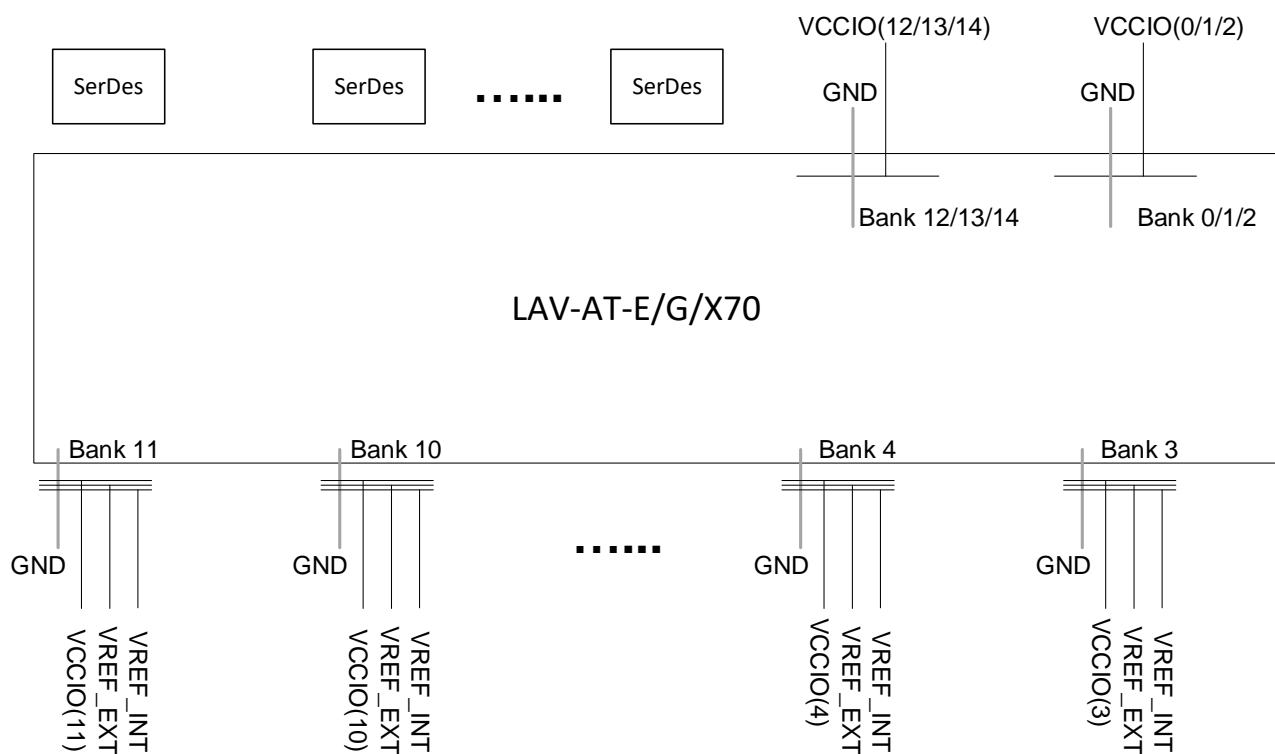 VCCIO(12/13/14)
VCCIO(0/1/2)
SerDes
SerDes
......
SerDes
GND
GND
Bank 12/13/14
Bank 0/1/2
LAV-AT-E/G/X70
Bank 11
Bank 10
Bank 4
Bank 3
GND
GND
......
GND
GND
VCCIO(11)
VREF_EXT
VREF_INT
VCCIO(10)
VREF_EXT
VREF_INT
VCCIO(4)
VREF_EXT
VREF_INT
VCCIO(3)
VREF_EXT
VREF_INT